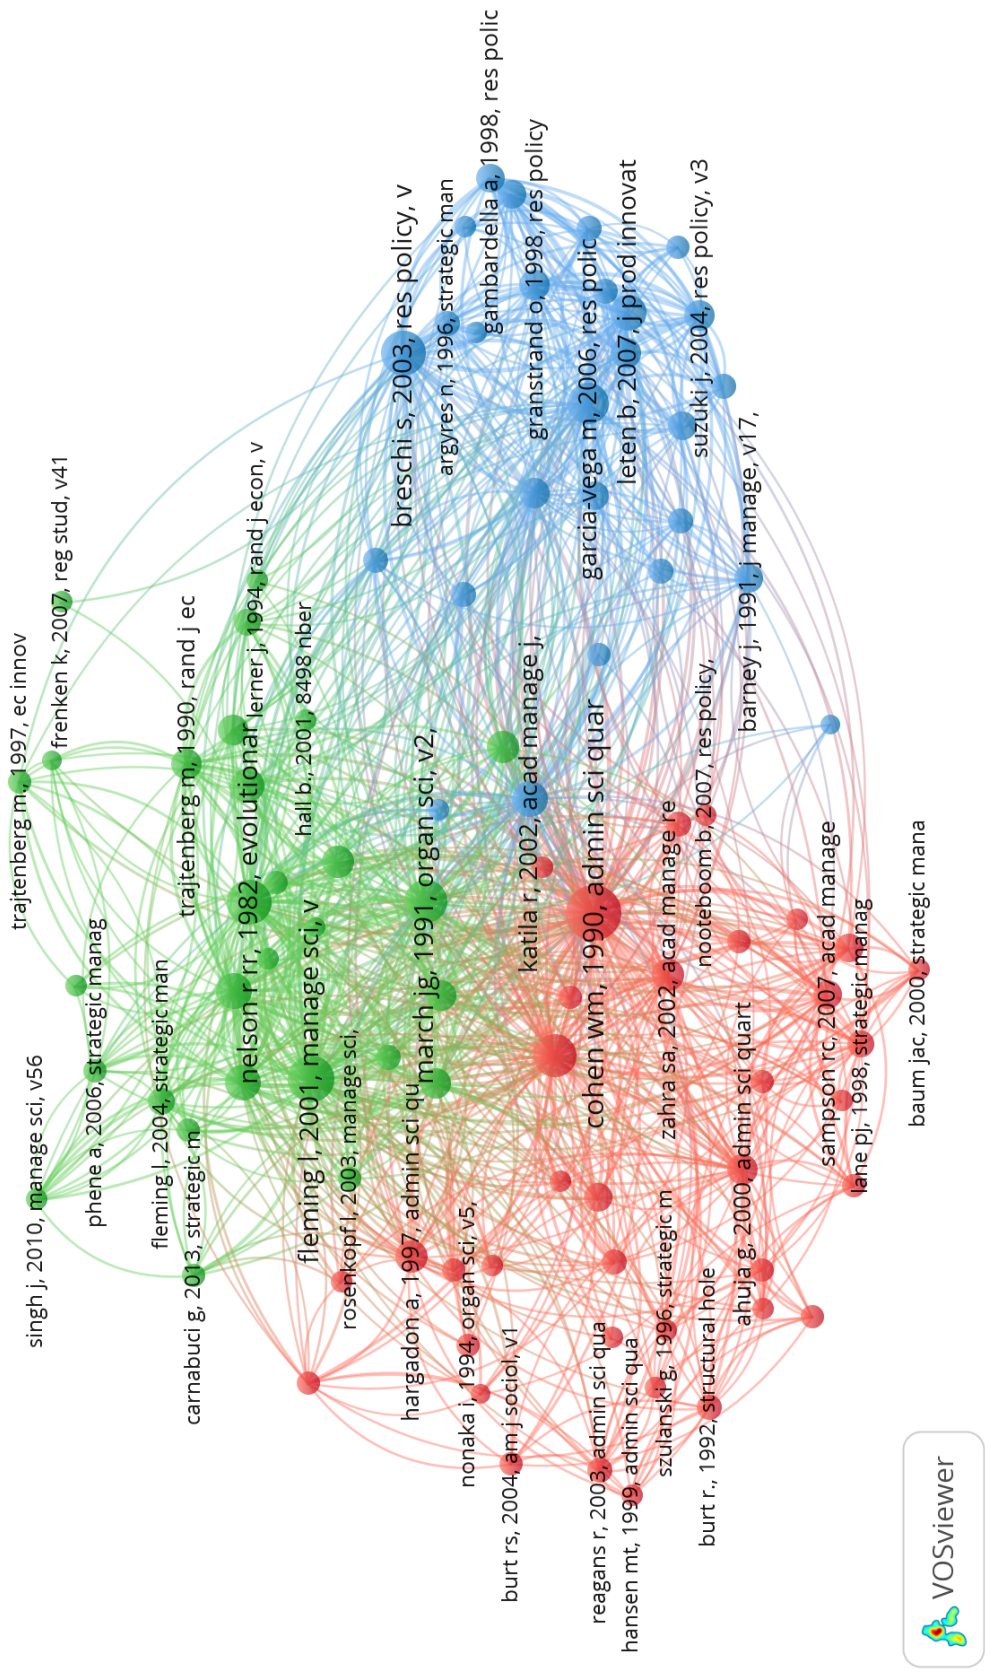 trajtenberg m., 1997, ec innov
singh j, 2010, manage sci, v56
frenken k, 2007, reg stud, v41
phene a, 2006, strategic manag
fleming l, 2004, strategic man
trajtenberg m, 1990, rand j ec
carnabuci g, 2013, strategic m
nelson rr, 1982, evolutionar
lerner j, 1994, rand j econ, v
hall b., 2001, 8498 nber
fleming l, 2001, manage sci, v
rosenkopf l, 2003, manage sci,
breschi s, 2003, res policy, v
hargadon a, 1997, admin sci qu
march jg, 1991, organ sci, v2,
argyres n, 1996, strategic man
nonaka i, 1994, organ sci, v5,
gambardella a, 1998, res polic
burt rs, 2004, am j sociol, v1
katila r, 2002, acad manage j,
granstrand o, 1998, res policy
cohen wm, 1990, admin sci quar
garcia-vega m, 2006, res polic
reagans r, 2003, admin sci qua
leten b, 2007, j prod innovat
hansen mt, 1999, admin sci qua
szulanski g, 1996, strategic m
zahra sa, 2002, acad manage re
suzuki j, 2004, res policy, v3
burt r., 1992, structural hole
nooteboom b, 2007, res policy,
ahuja g, 2000, admin sci quart
barney j, 1991, j manage, v17,
sampson rc, 2007, acad manage
lane pj, 1998, strategic manag
baum jac, 2000, strategic mana
VOSviewer